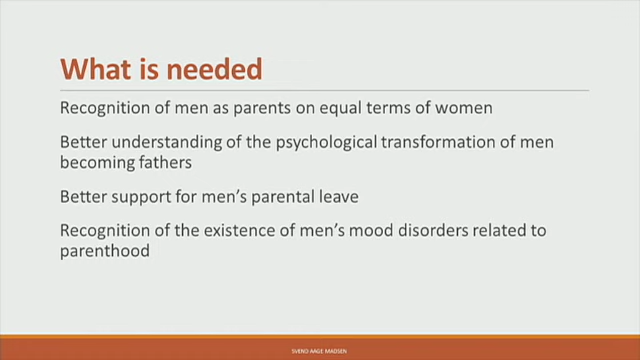 What is needed
Recognition of men as parents on equal terms of women
Better understanding of the psychological transformation of men
becoming fathers
Better support for men's parental leave
Recognition of the existence of men's mood disorders related to
parenthood
SVEND AAGE MADSEN